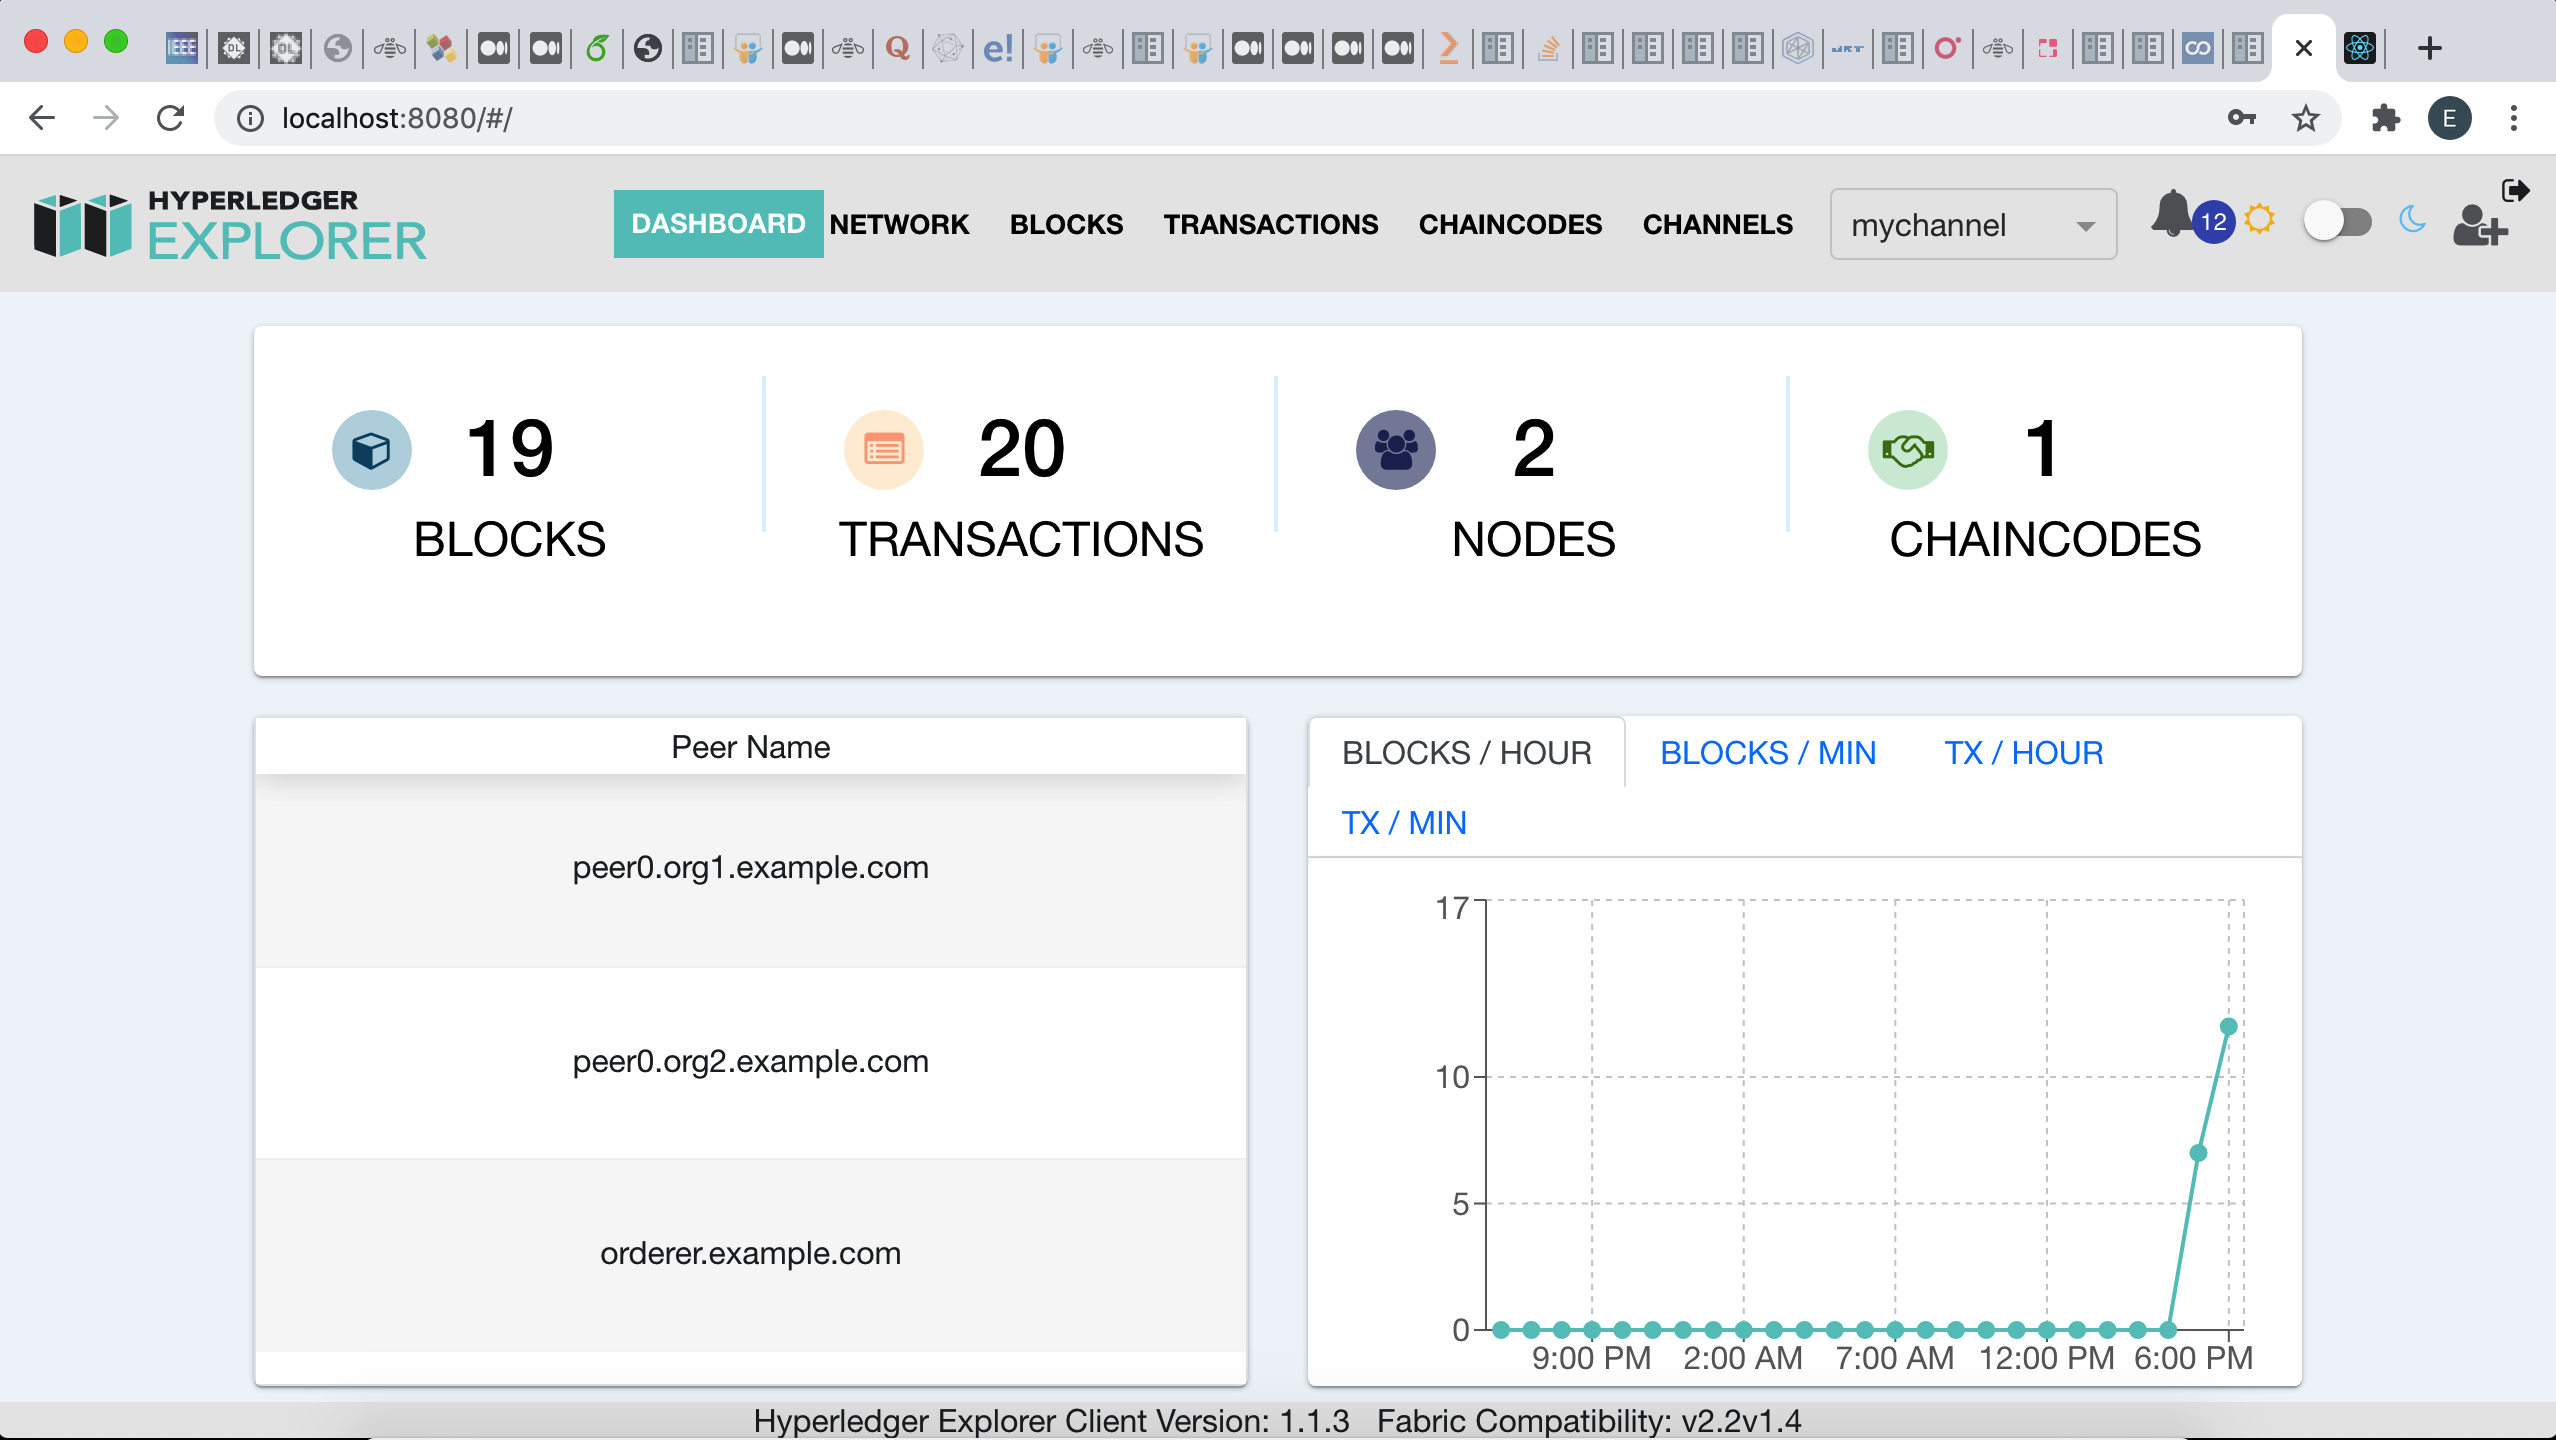 IEEE
DL
DL
Q
e!
localhost:8080/#/
E
HYPERLEDGER
EXPLORER
DASHBOARD NETWORK BLOCKS TRANSACTIONS CHAINCODES CHANNELS mychannel 12
19 20 2 1
BLOCKS TRANSACTIONS NODES CHAINCODES
Peer Name
peer0.org1.example.com
peer0.org2.example.com
orderer.example.com
BLOCKS / HOUR BLOCKS / MIN TX / HOUR
TX / MIN
17
10
5
0
9:00 PM 2:00 AM 7:00 AM 12:00 PM 6:00 PM
Hyperledger Explorer Client Version: 1.1.3 Fabric Compatibility: v2.2v1.4